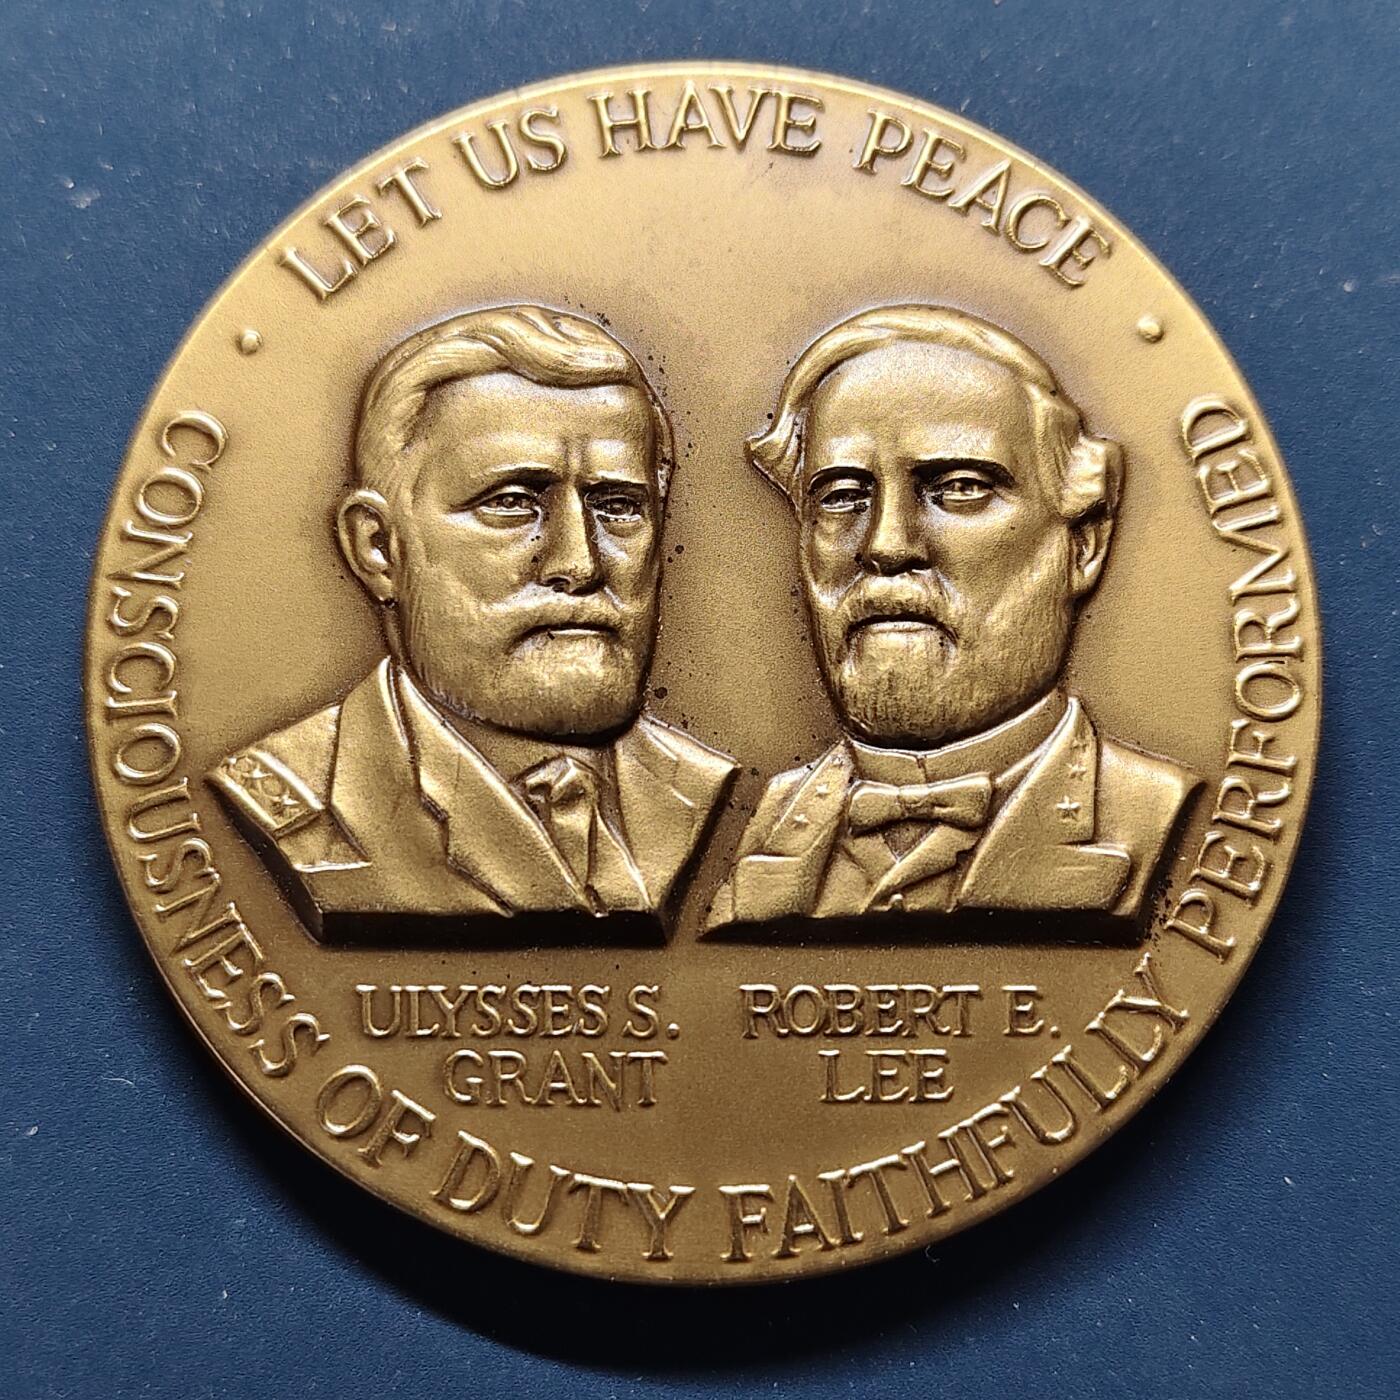 LET US HAVE PEACE
ULYSSES S.
GRANT
ROBERT E.
LEE
CONSCIOUSNESS OF DUTY FAITHFULLY PERFORMED